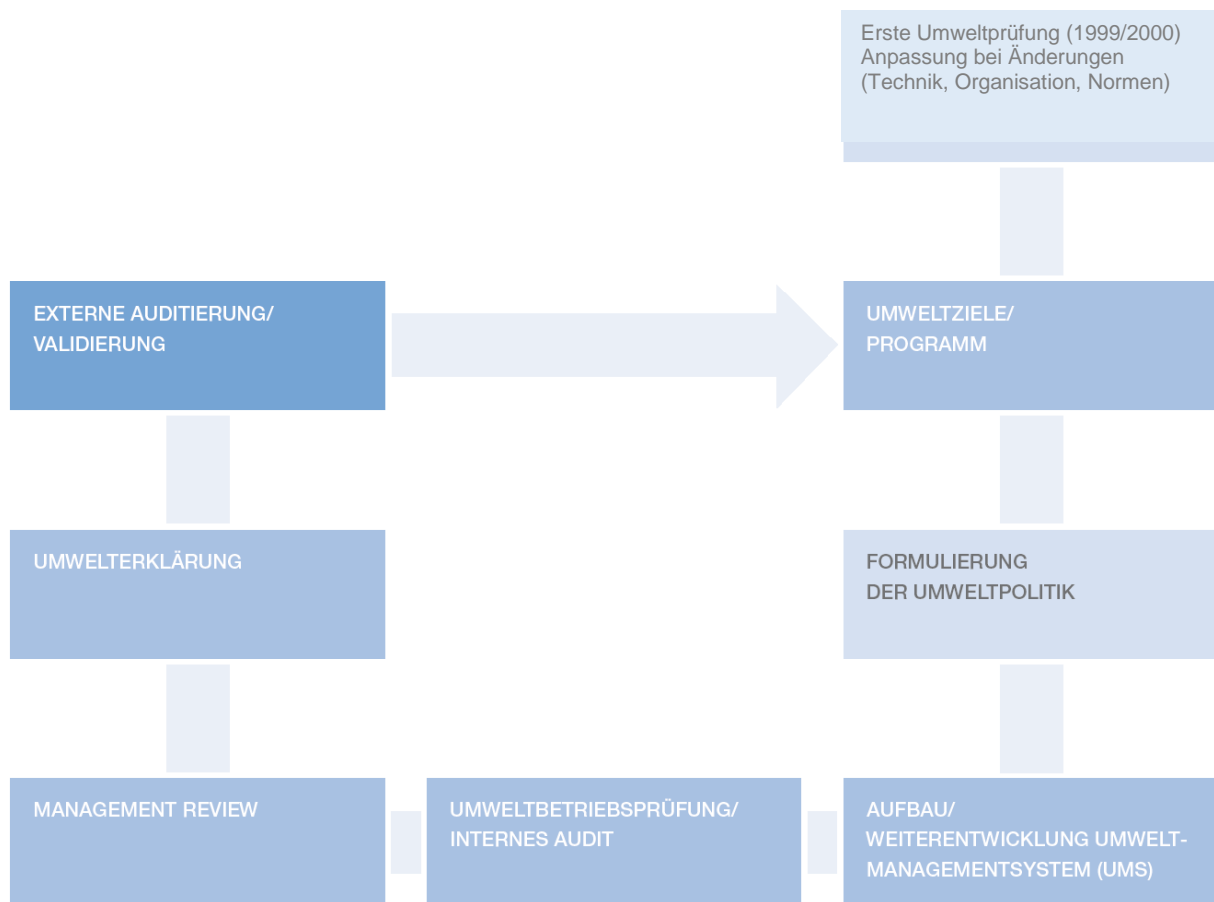 Erste Umweltprüfung (1999/2000)
Anpassung bei Änderungen
(Technik, Organisation, Normen)
EXTERNE AUDITIERUNG/
VALIDIERUNG
UMWELTZIELE/
PROGRAMM
UMWELTERKLÄRUNG
FORMULIERUNG
DER UMWELTPOLITIK
MANAGEMENT REVIEW
UMWELTBETRIEBSPRÜFUNG/
INTERNES AUDIT
AUFBAU/
WEITERENTWICKLUNG UMWELT-
MANAGEMENTSYSTEM (UMS)